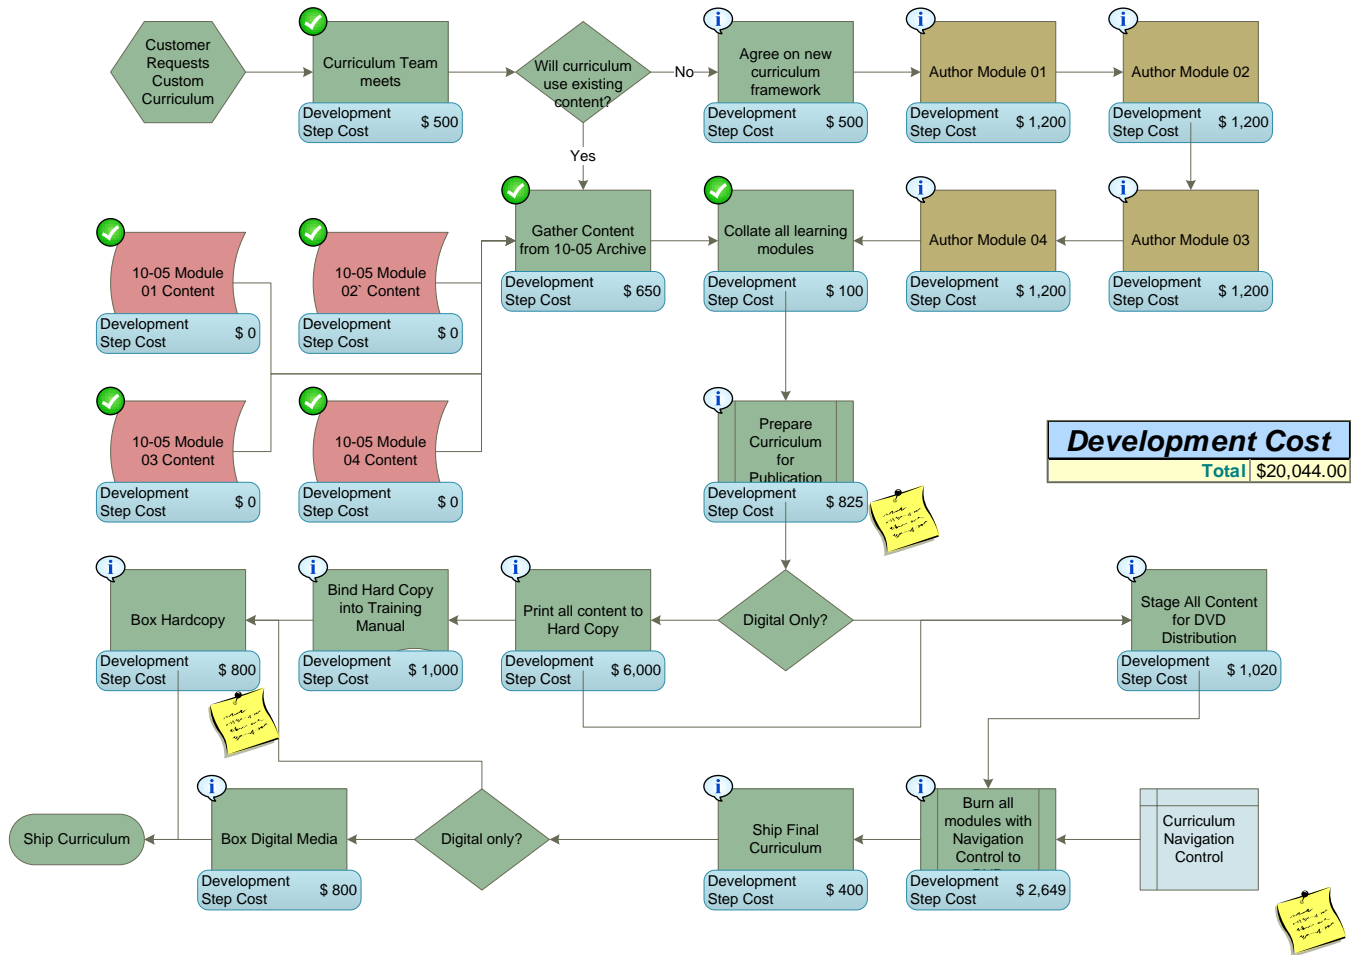 Customer
Requests
Custom
Curriculum
Curriculum Team
meets
Development
Step Cost
$ 500
Will curriculum
use existing
content?
No
Yes
Agree on new
curriculum
framework
Development
Step Cost
$ 500
Author Module 01
Development
Step Cost
$ 1,200
Author Module 02
Development
Step Cost
$ 1,200
10-05 Module
01 Content
Development
Step Cost
$ 0
10-05 Module
02` Content
Development
Step Cost
$ 0
Gather Content
from 10-05 Archive
Development
Step Cost
$ 650
Collate all learning
modules
Development
Step Cost
$ 100
Author Module 04
Development
Step Cost
$ 1,200
Author Module 03
Development
Step Cost
$ 1,200
10-05 Module
03 Content
Development
Step Cost
$ 0
10-05 Module
04 Content
Development
Step Cost
$ 0
Prepare
Curriculum
for
Publication
Development
Step Cost
$ 825
Development Cost
Total $20,044.00
Box Hardcopy
Development
Step Cost
$ 800
Bind Hard Copy
into Training
Manual
Development
Step Cost
$ 1,000
Print all content to
Hard Copy
Development
Step Cost
$ 6,000
Digital Only?
Stage All Content
for DVD
Distribution
Development
Step Cost
$ 1,020
Ship Curriculum
Box Digital Media
Development
Step Cost
$ 800
Digital only?
Ship Final
Curriculum
Development
Step Cost
$ 400
Burn all
modules with
Navigation
Control to
Development
Step Cost
$ 2,649
Curriculum
Navigation
Control